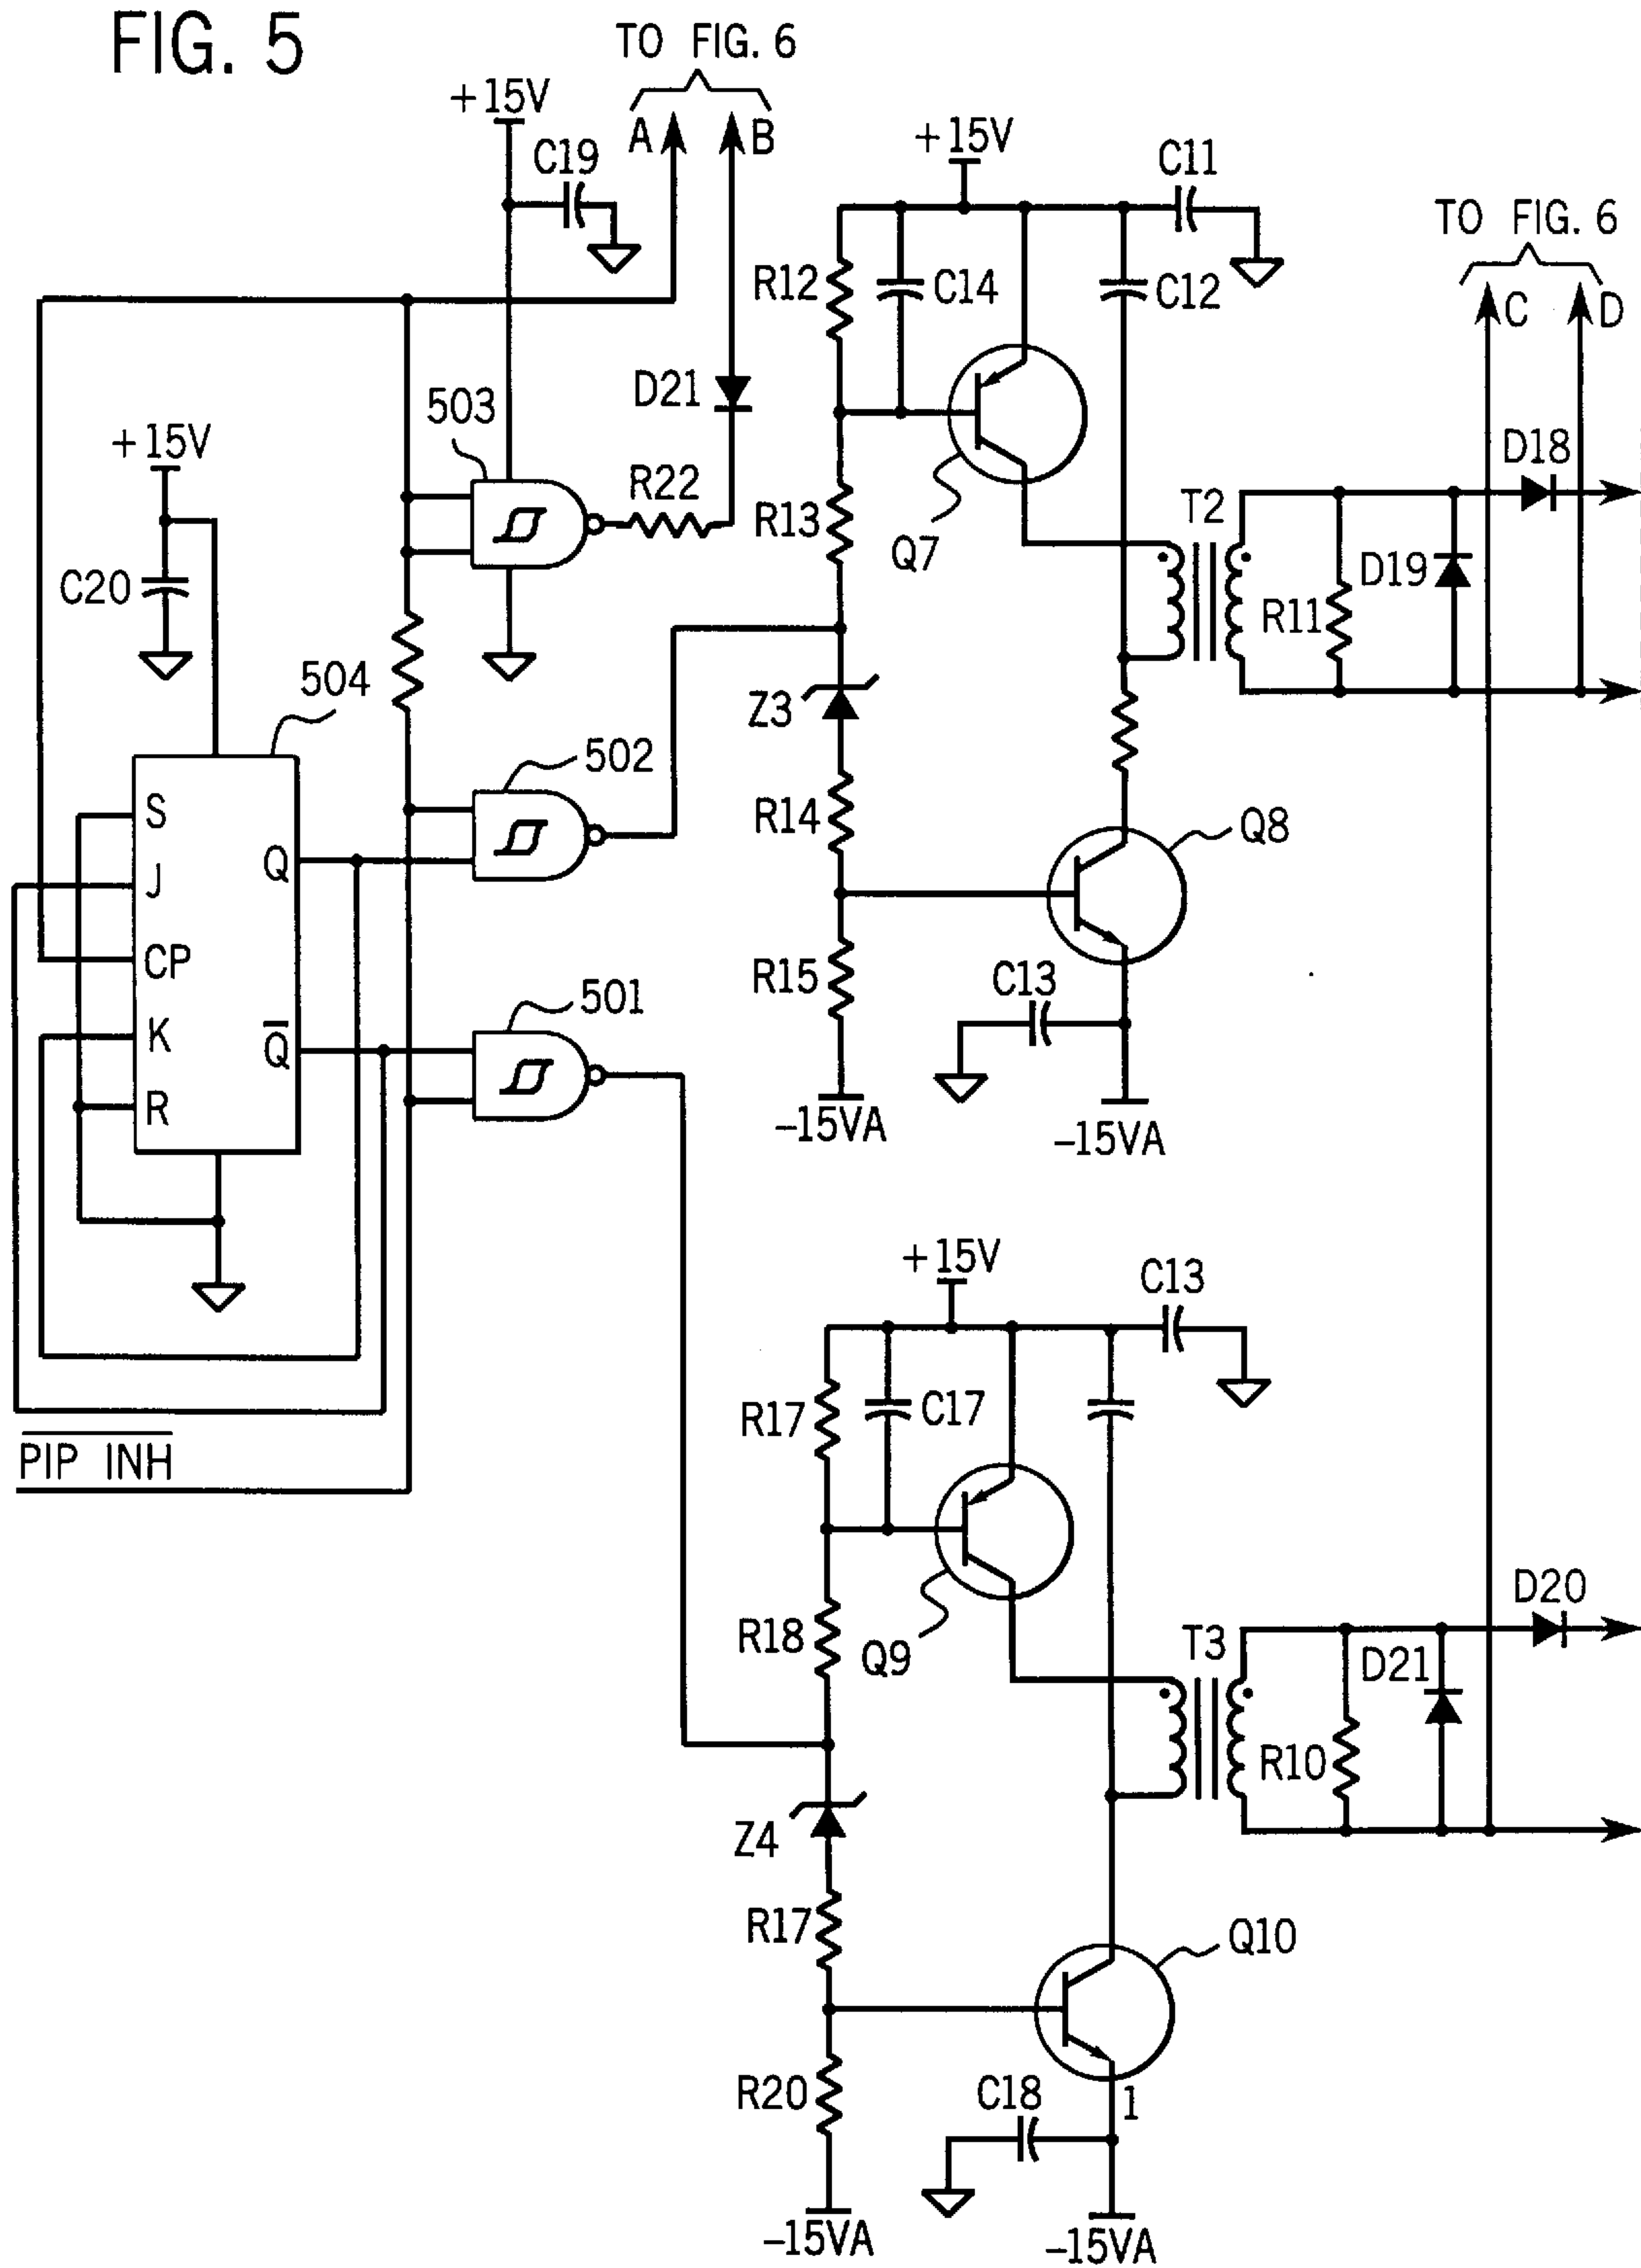 FIG. 5
TO FIG. 6
A
B
+15V
C19
+15V
C11
TO FIG. 6
C
D
R12
C14
C12
D21
503
+15V
R22
R13
Q7
T2
D18
D19
R11
C20
504
Z3
502
S
J
CP
K
R
Q
Q̅
R14
Q8
501
R15
C13
–15VA
–15VA
+15V
C13
R17
C17
P̅I̅P̅ ̅I̅N̅H̅
R18
Q9
T3
D20
D21
R10
Z4
R17
Q10
R20
C18
1
–15VA
–15VA